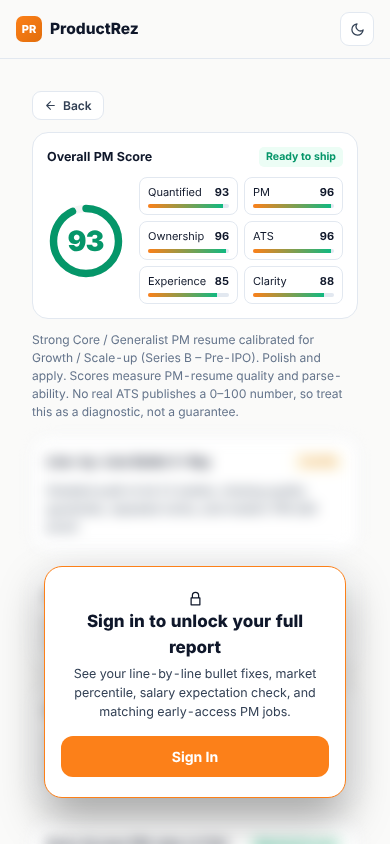 PR ProductRez
Back
Overall PM Score Ready to ship
93
Quantified 93 PM 96
Ownership 96 ATS 96
Experience 85 Clarity 88
Strong Core / Generalist PM resume calibrated for
Growth / Scale-up (Series B – Pre-IPO). Polish and
apply. Scores measure PM-resume quality and parse-
ability. No real ATS publishes a 0–100 number, so treat
this as a diagnostic, not a guarantee.
Sign in to unlock your full
report
See your line-by-line bullet fixes, market
percentile, salary expectation check, and
matching early-access PM jobs.
Sign In